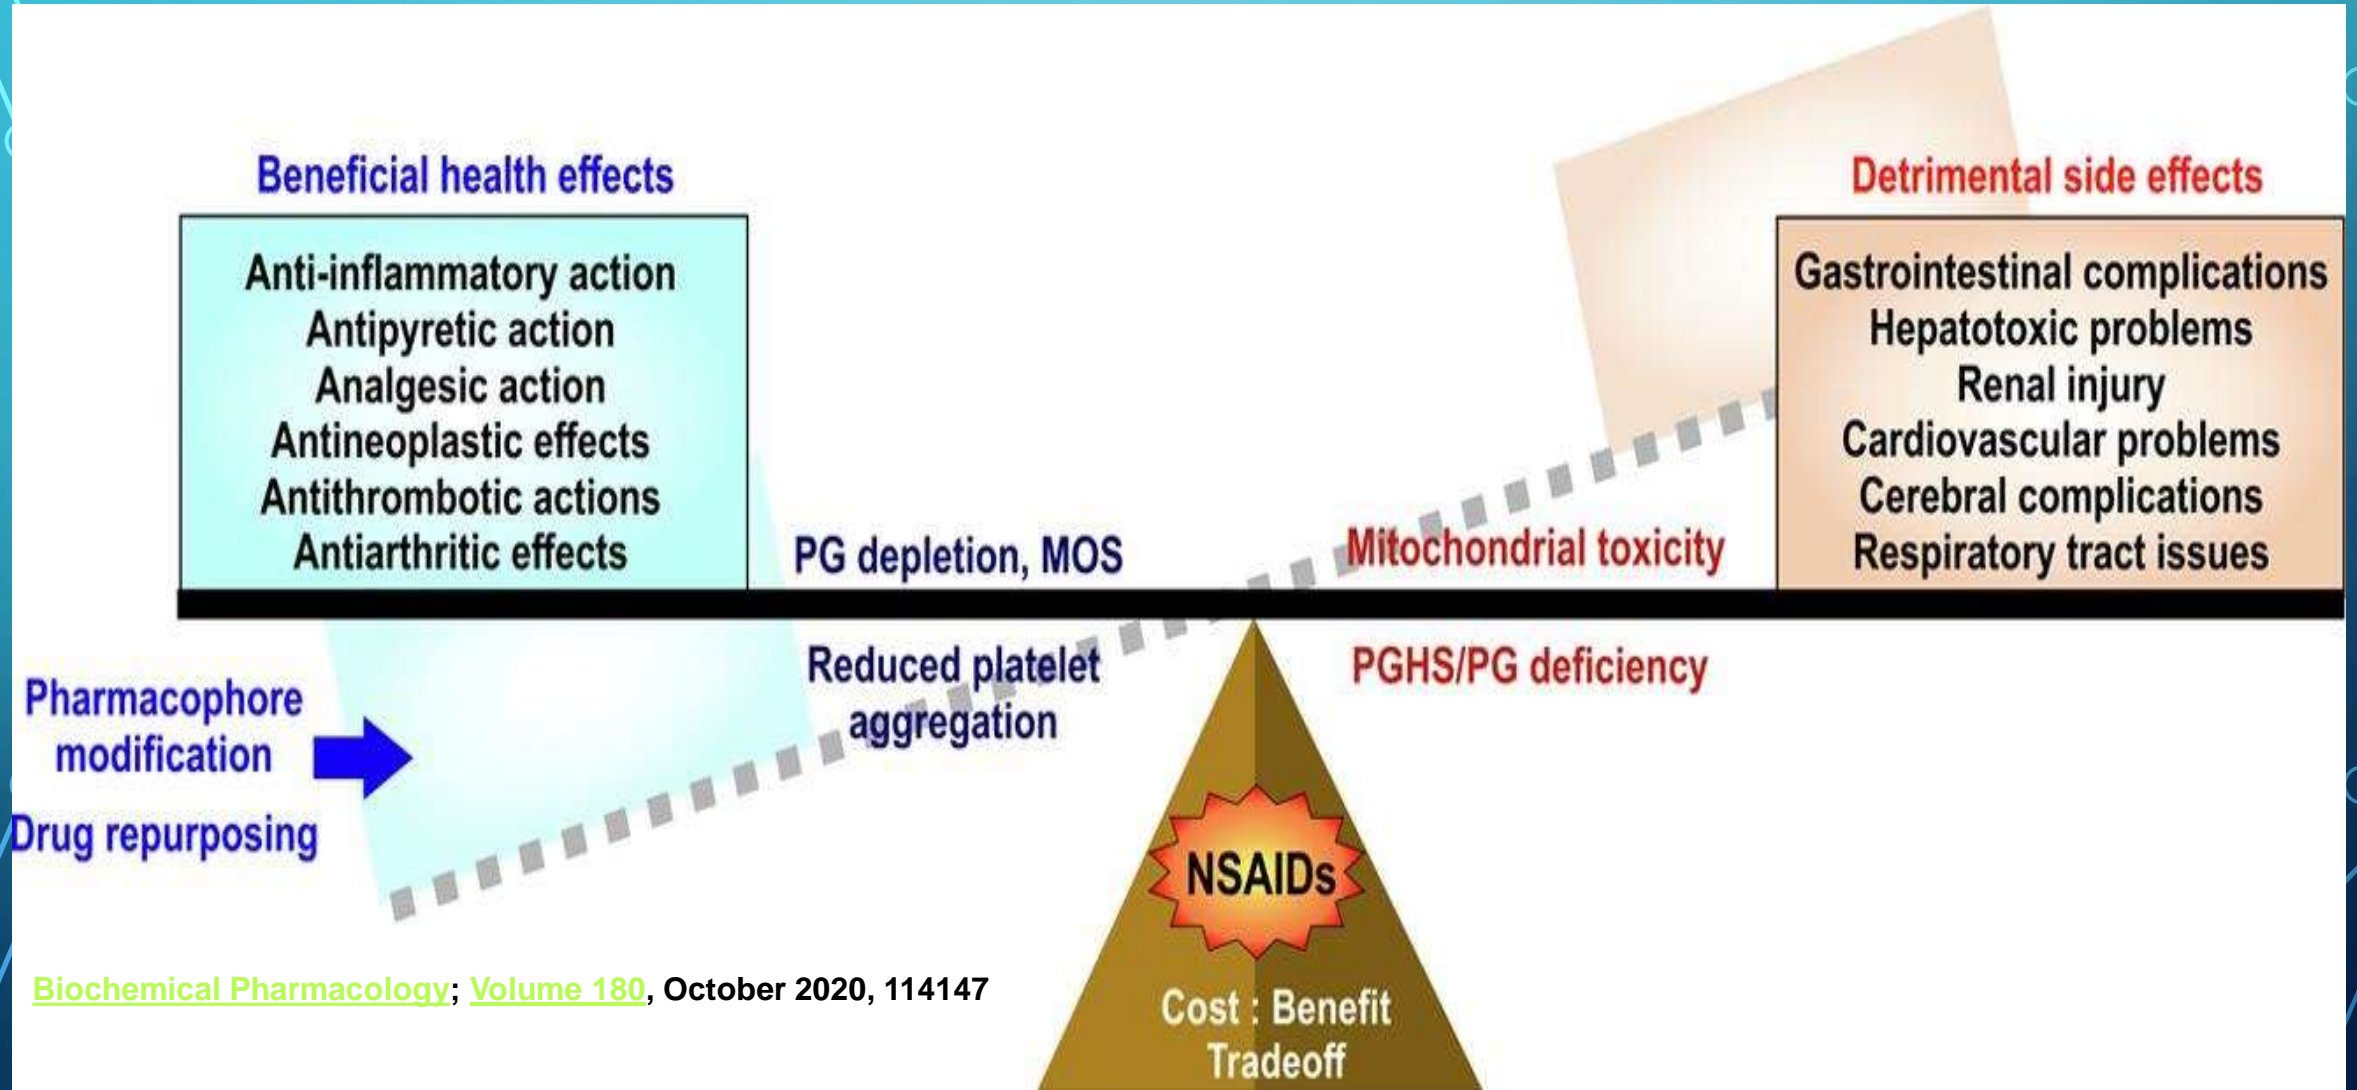 Beneficial health effects
Anti-inflammatory action
Antipyretic action
Analgesic action
Antineoplastic effects
Antithrombotic actions
Antiarthritic effects
Detrimental side effects
Gastrointestinal complications
Hepatotoxic problems
Renal injury
Cardiovascular problems
Cerebral complications
Respiratory tract issues
PG depletion, MOS
Reduced platelet
aggregation
Mitochondrial toxicity
PGHS/PG deficiency
Pharmacophore
modification
Drug repurposing
NSAIDs
Cost : Benefit
Tradeoff
Biochemical Pharmacology; Volume 180, October 2020, 114147